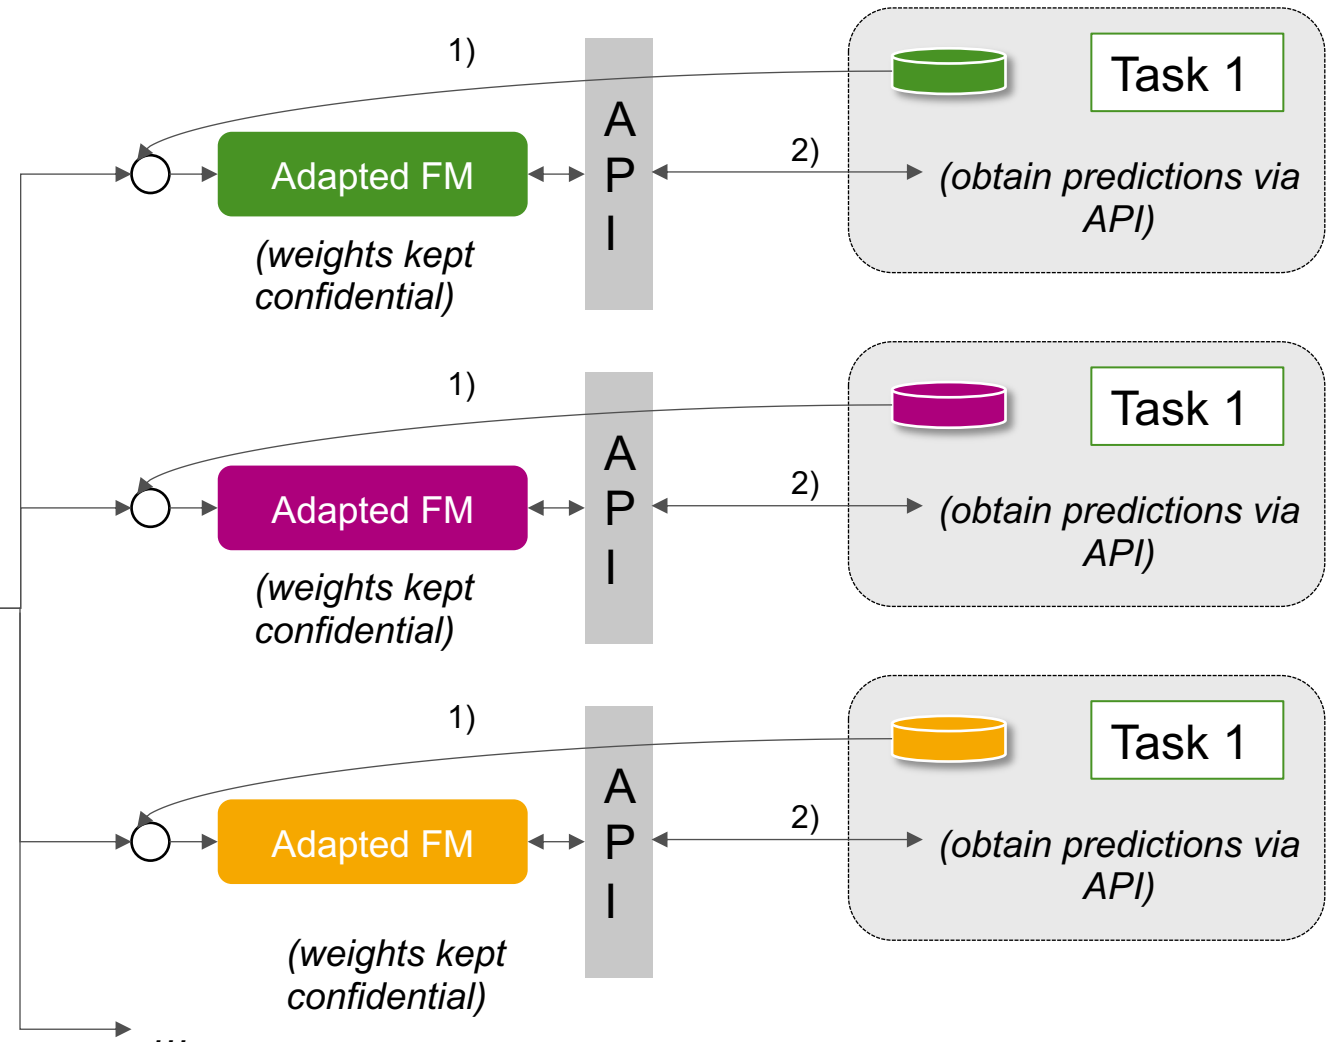 1)
Task 1
A
P
I
2)
Adapted FM
(obtain predictions via
API)
(weights kept
confidential)
1)
Task 1
A
P
I
2)
Adapted FM
(obtain predictions via
API)
(weights kept
confidential)
1)
Task 1
A
P
I
2)
Adapted FM
(obtain predictions via
API)
(weights kept
confidential)
...